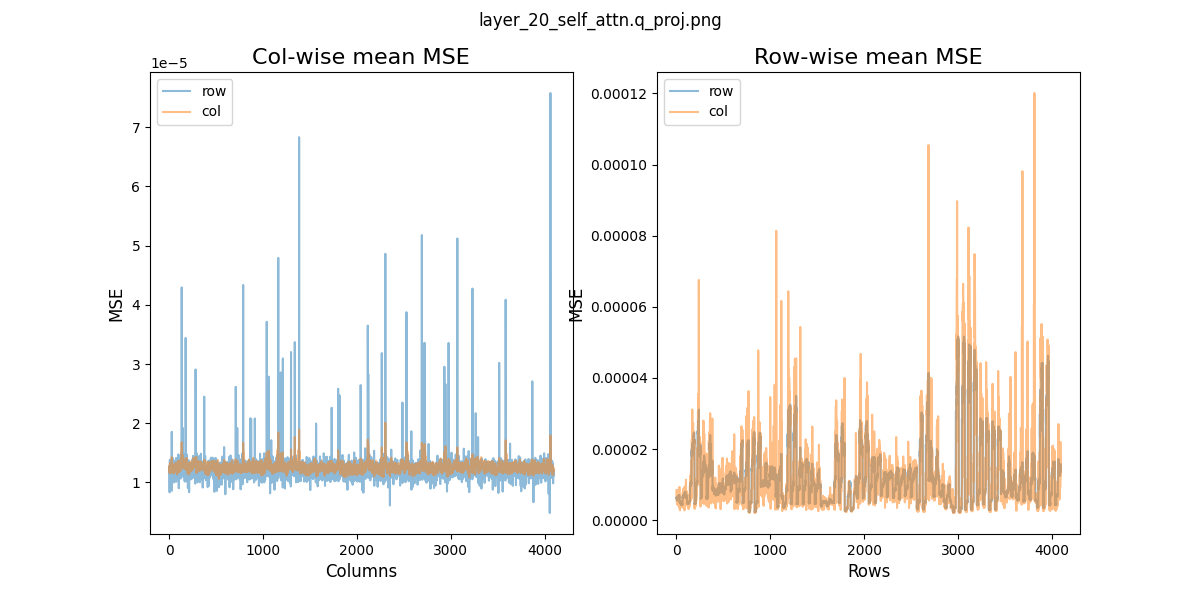 layer_20_self_attn.q_proj.png
Col-wise mean MSE
1e−5
row
col
7
6
5
4
3
2
1
MSE
0
1000
2000
3000
4000
Columns
Row-wise mean MSE
row
col
0.00012
0.00010
0.00008
0.00006
0.00004
0.00002
0.00000
MSE
0
1000
2000
3000
4000
Rows